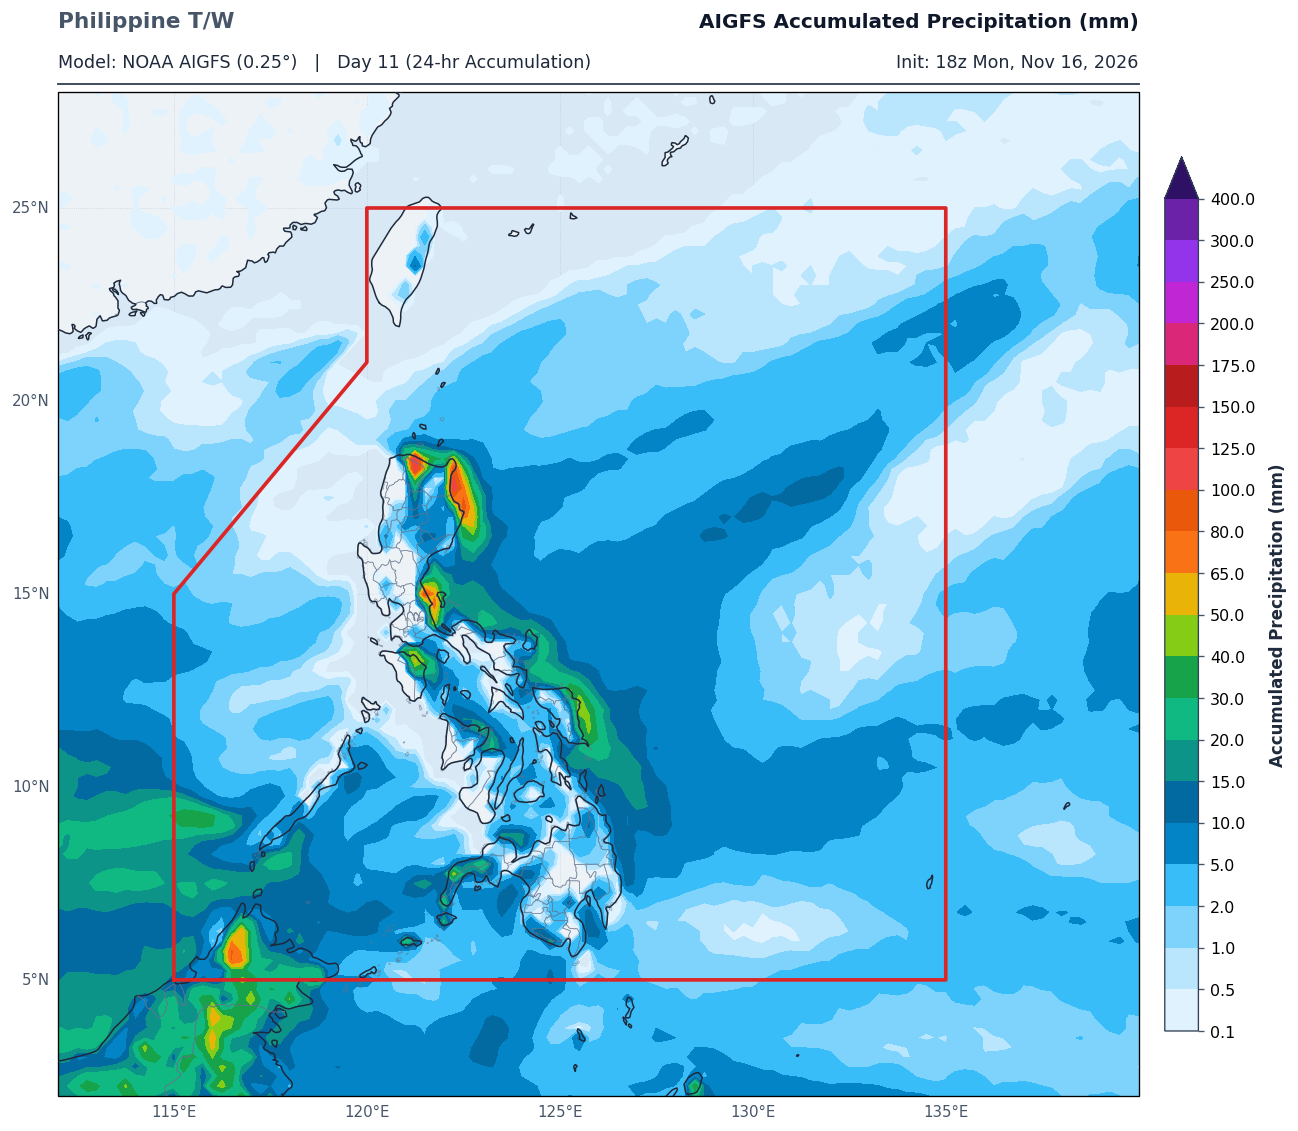 Philippine T/W
AIGFS Accumulated Precipitation (mm)
Model: NOAA AIGFS (0.25°)   |   Day 11 (24-hr Accumulation)
Init: 18z Mon, Nov 16, 2026
25°N
20°N
15°N
10°N
5°N
115°E
120°E
125°E
130°E
135°E
400.0
300.0
250.0
200.0
175.0
150.0
125.0
100.0
80.0
65.0
50.0
40.0
30.0
20.0
15.0
10.0
5.0
2.0
1.0
0.5
0.1
Accumulated Precipitation (mm)